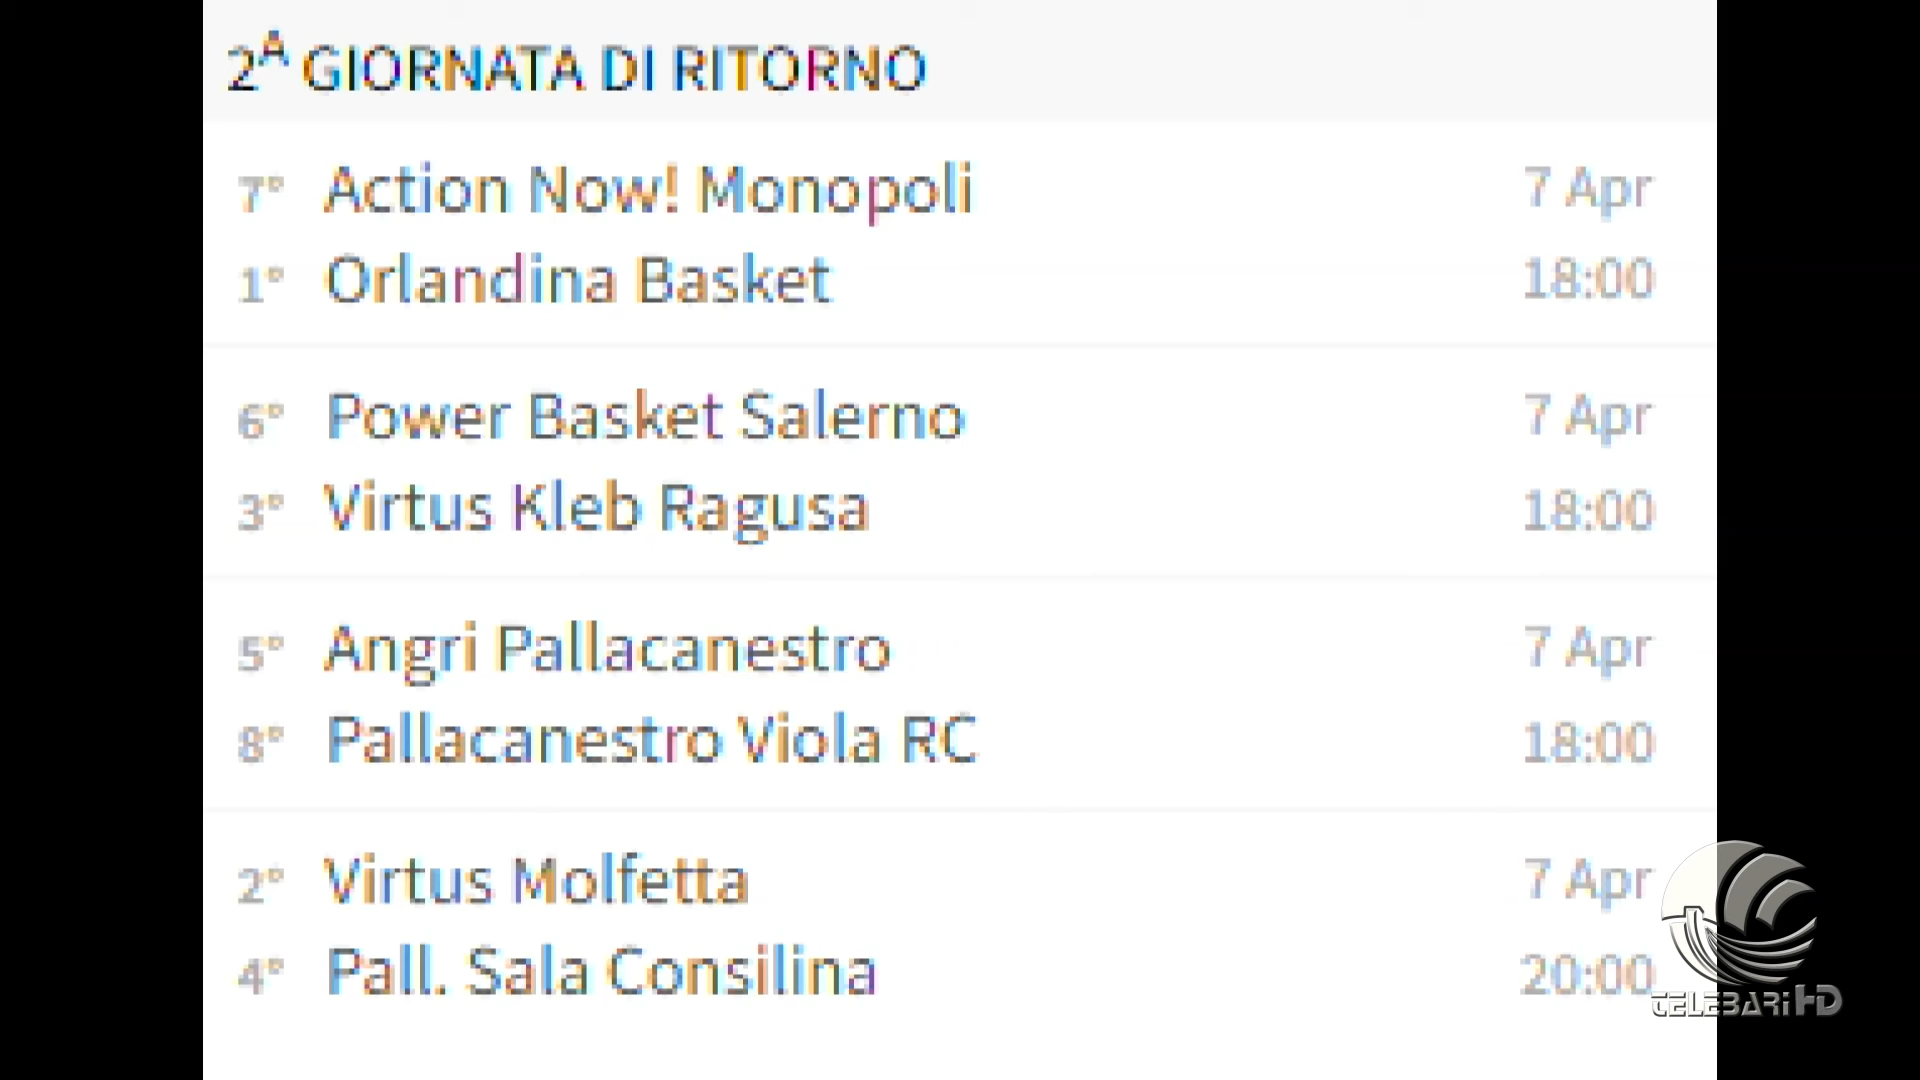 2ᴬ GIORNATA DI RITORNO
7° Action Now! Monopoli 7 Apr
1° Orlandina Basket 18:00
6° Power Basket Salerno 7 Apr
3° Virtus Kleb Ragusa 18:00
5° Angri Pallacanestro 7 Apr
8° Pallacanestro Viola RC 18:00
2° Virtus Molfetta 7 Apr
4° Pall. Sala Consilina 20:00
TELEBARI HD